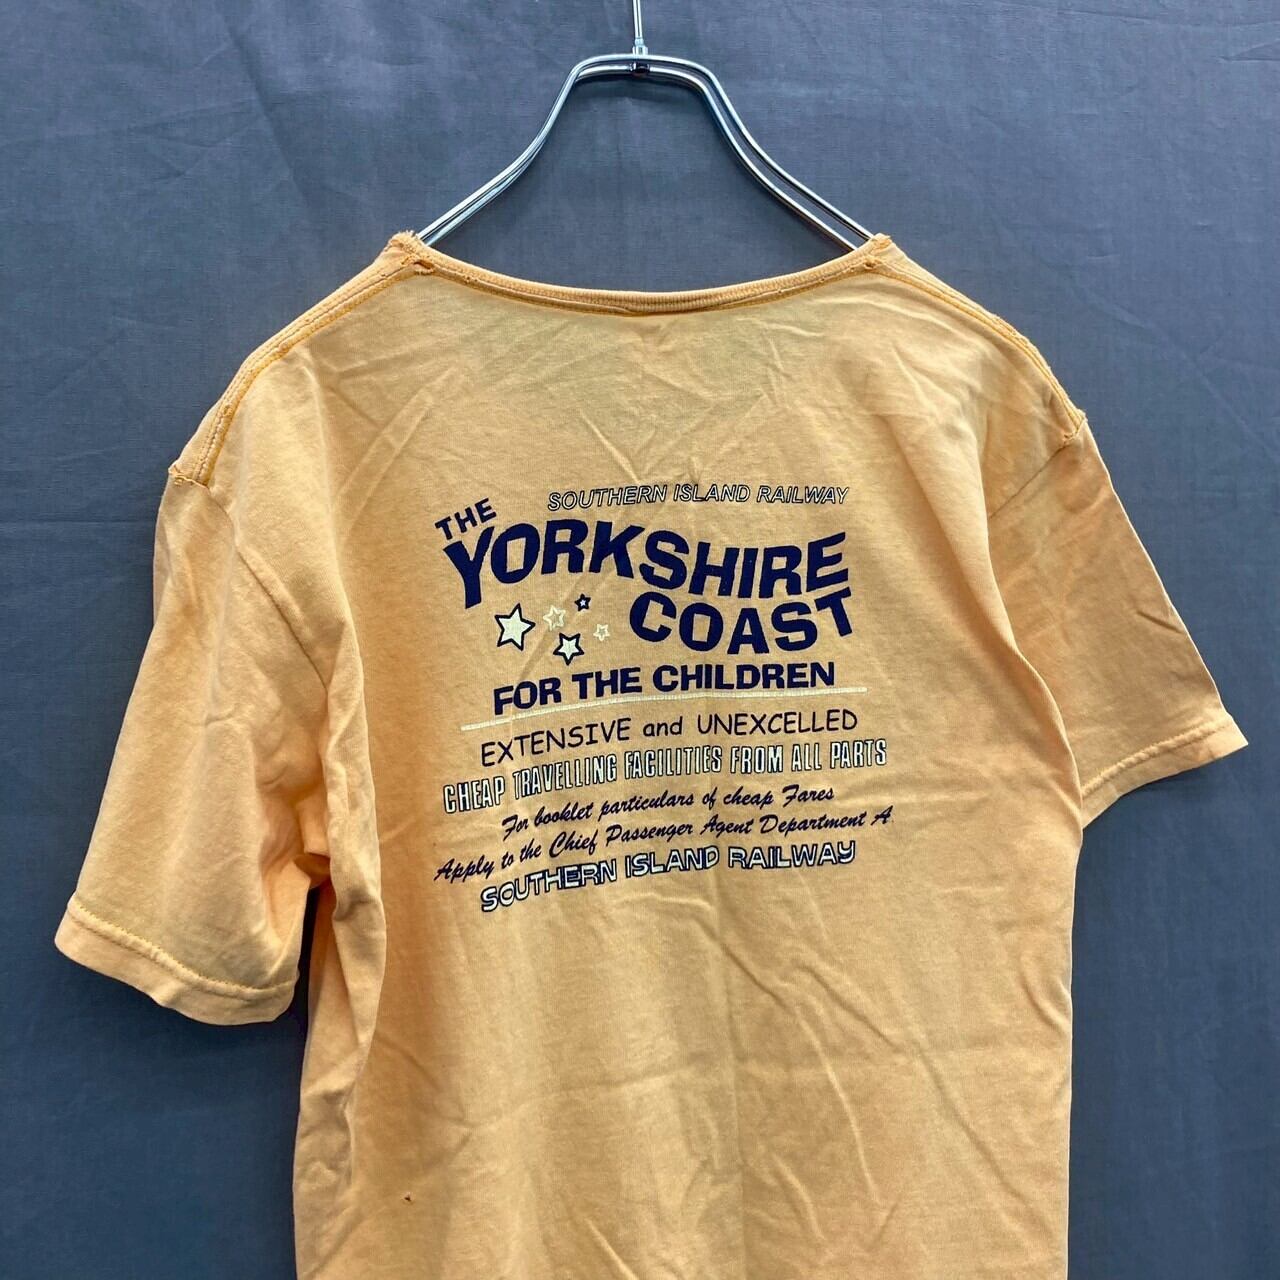 SOUTHERN ISLAND RAILWAY
THE
YORKSHIRE
COAST
FOR THE CHILDREN
EXTENSIVE and UNEXCELLED
CHEAP TRAVELLING FACILITIES FROM ALL PARTS
For booklet particulars of cheap Fares
Apply to the Chief Passenger Agent Department A
SOUTHERN ISLAND RAILWAY